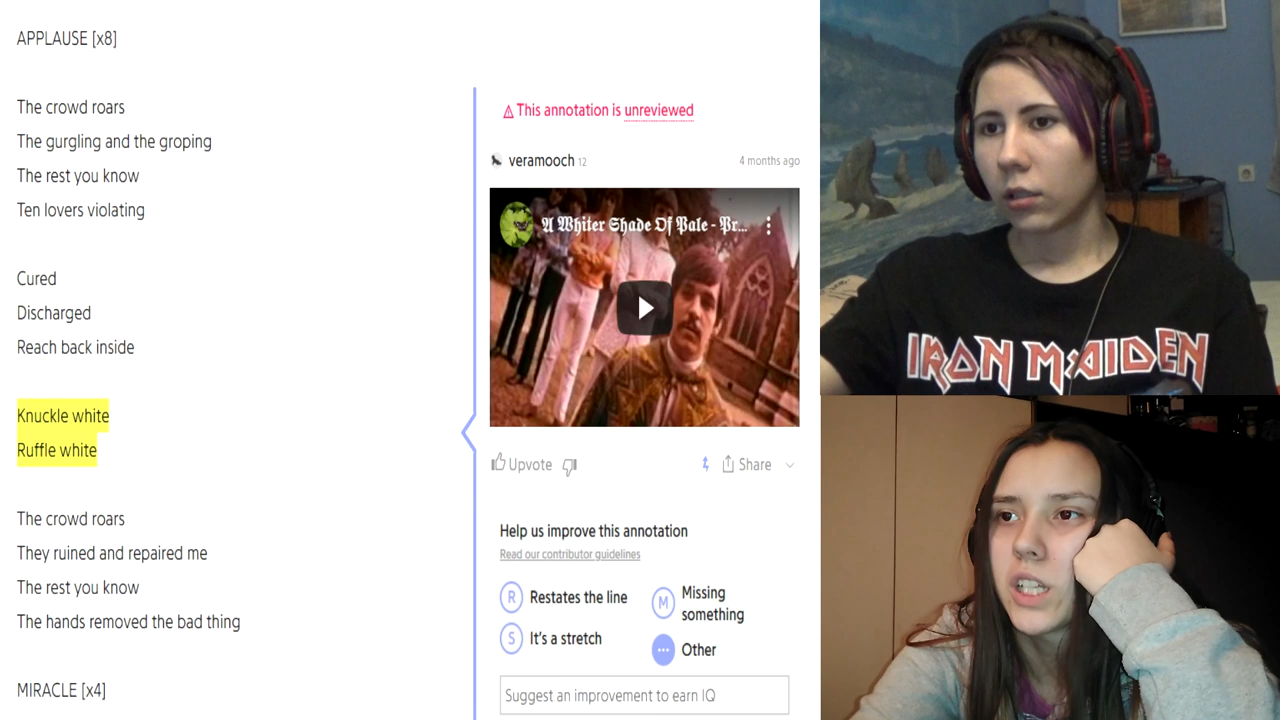 APPLAUSE [x8]
The crowd roars
The gurgling and the groping
The rest you know
Ten lovers violating
Cured
Discharged
Reach back inside
Knuckle white
Ruffle white
The crowd roars
They ruined and repaired me
The rest you know
The hands removed the bad thing
MIRACLE [x4]
This annotation is unreviewed
veramooch 12
4 months ago
A Whiter Shade Of Pale - Pr...
Upvote
Share
Help us improve this annotation
Read our contributor guidelines
R Restates the line
M Missing
something
S It's a stretch
Other
Suggest an improvement to earn IQ
IRON MAIDEN